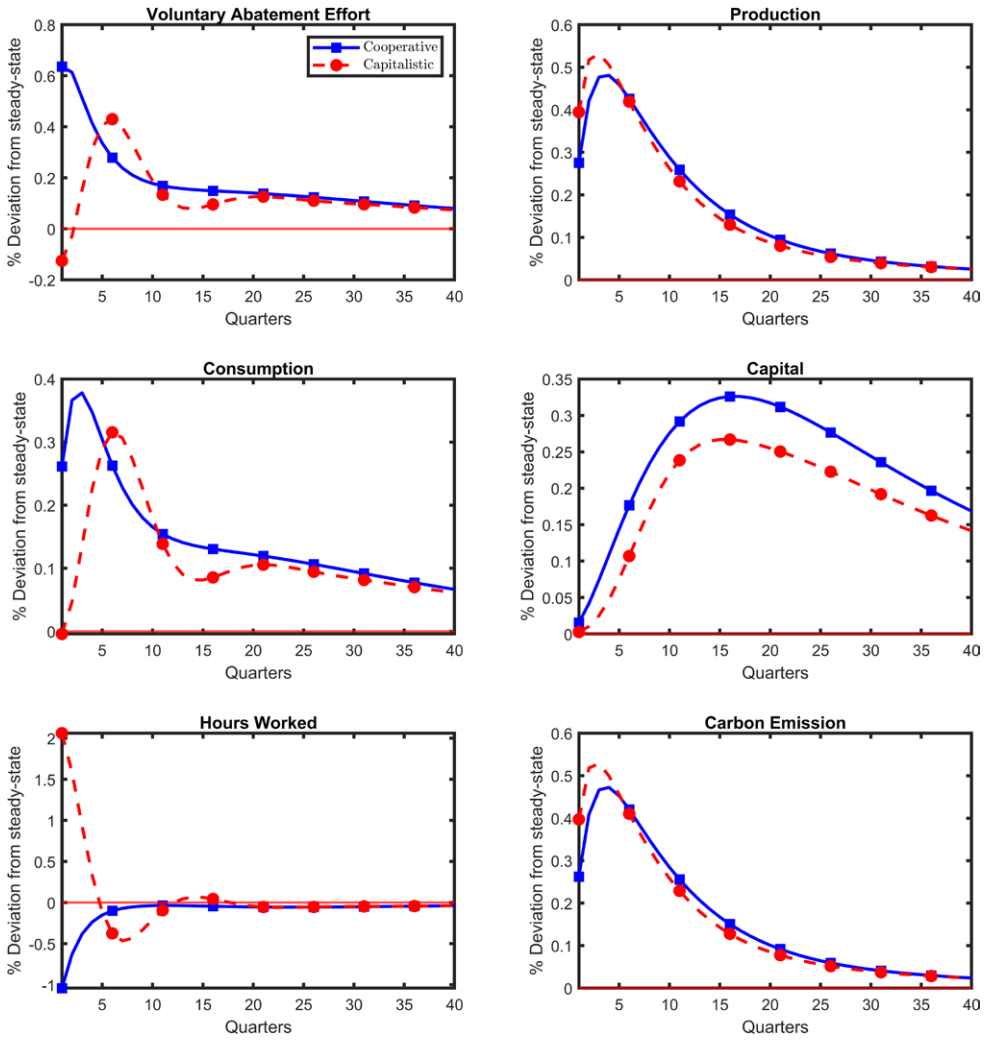 Voluntary Abatement Effort
% Deviation from steady-state
0.8
0.6
0.4
0.2
0
-0.2
Cooperative
Capitalistic
5 10 15 20 25 30 35 40
Quarters
Production
% Deviation from steady-state
0.6
0.5
0.4
0.3
0.2
0.1
0
5 10 15 20 25 30 35 40
Quarters
Consumption
% Deviation from steady-state
0.4
0.3
0.2
0.1
0
5 10 15 20 25 30 35 40
Quarters
Capital
% Deviation from steady-state
0.35
0.3
0.25
0.2
0.15
0.1
0.05
0
5 10 15 20 25 30 35 40
Quarters
Hours Worked
% Deviation from steady-state
2
1.5
1
0.5
0
-0.5
-1
5 10 15 20 25 30 35 40
Quarters
Carbon Emission
% Deviation from steady-state
0.6
0.5
0.4
0.3
0.2
0.1
0
5 10 15 20 25 30 35 40
Quarters